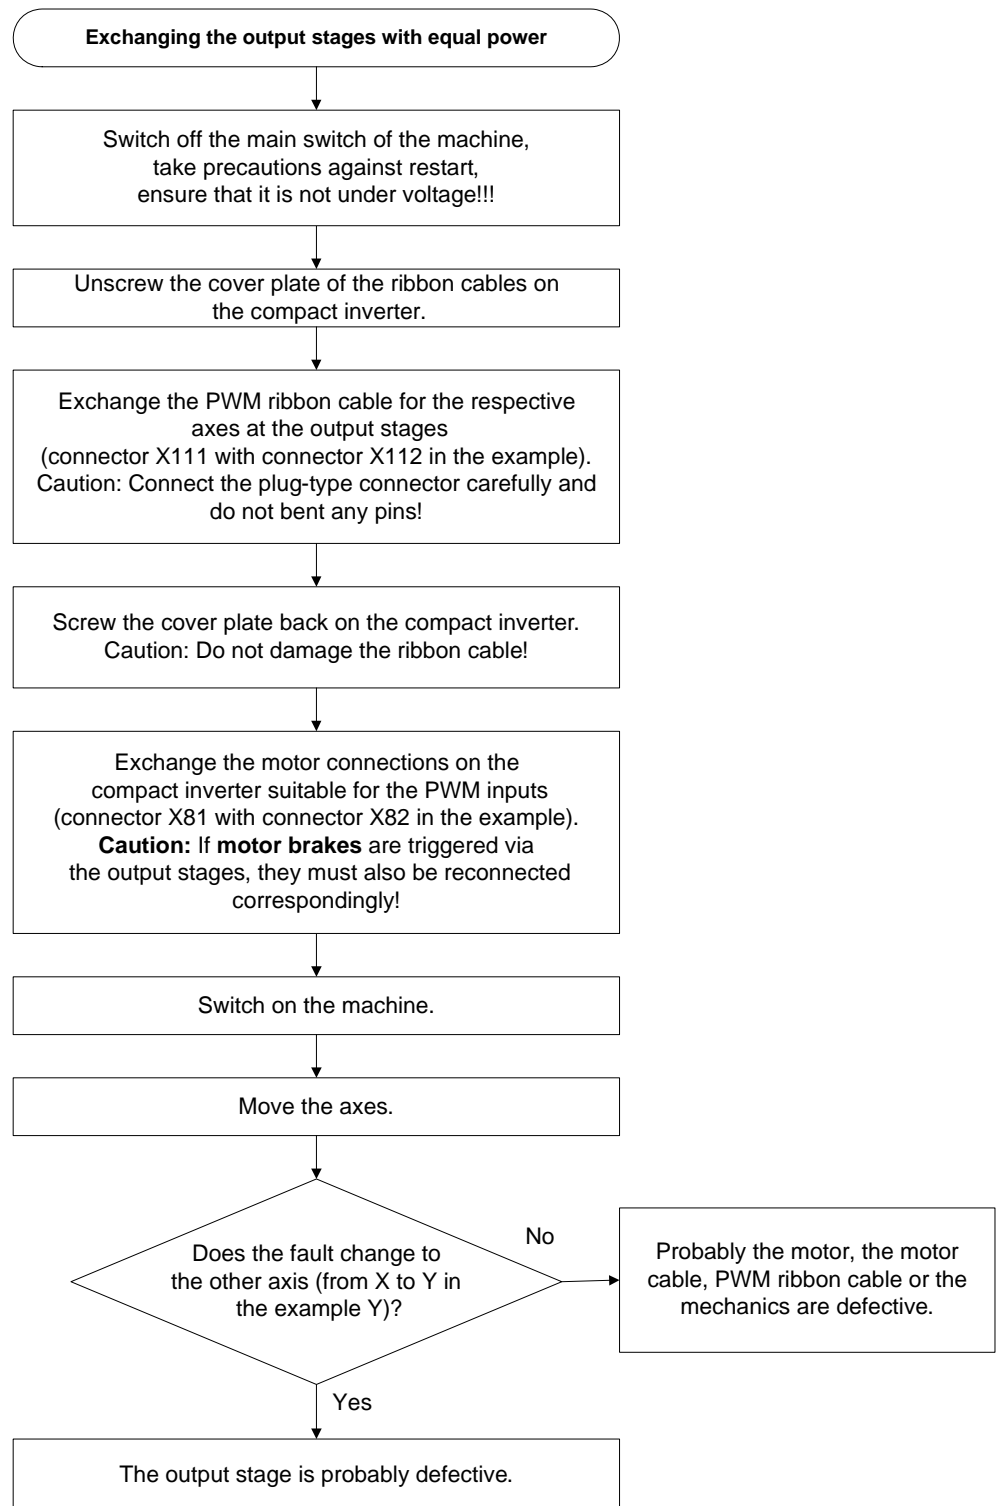 Exchanging the output stages with equal power
Switch off the main switch of the machine,
take precautions against restart,
ensure that it is not under voltage!!!
Unscrew the cover plate of the ribbon cables on
the compact inverter.
Exchange the PWM ribbon cable for the respective
axes at the output stages
(connector X111 with connector X112 in the example).
Caution: Connect the plug-type connector carefully and
do not bent any pins!
Screw the cover plate back on the compact inverter.
Caution: Do not damage the ribbon cable!
Exchange the motor connections on the
compact inverter suitable for the PWM inputs
(connector X81 with connector X82 in the example).
Caution: If motor brakes are triggered via
the output stages, they must also be reconnected
correspondingly!
Switch on the machine.
Move the axes.
Does the fault change to
the other axis (from X to Y in
the example Y)?
No
Probably the motor, the motor
cable, PWM ribbon cable or the
mechanics are defective.
Yes
The output stage is probably defective.